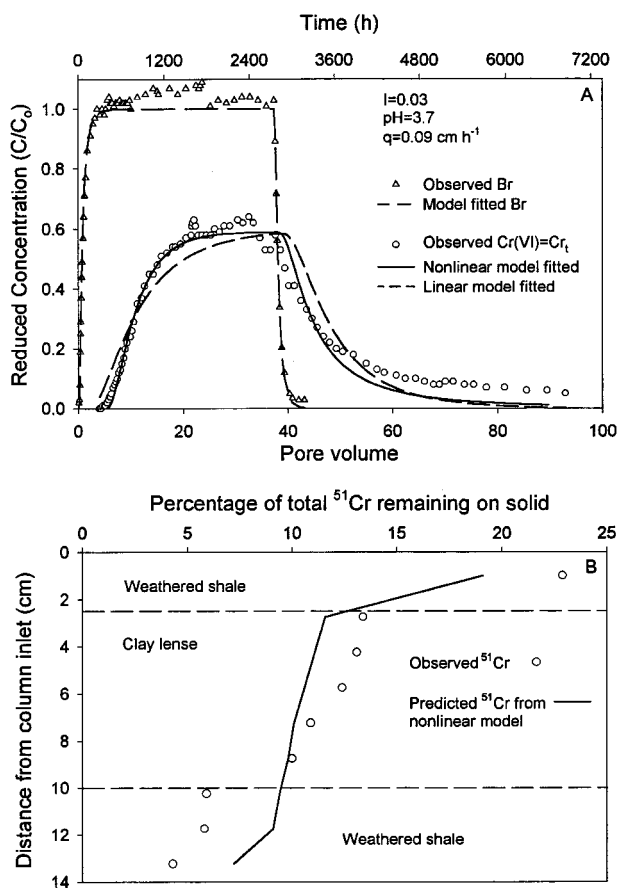 Time (h)
0 1200 2400 3600 4800 6000 7200
A
I=0.03
pH=3.7
q=0.09 cm h⁻¹
Observed Br
Model fitted Br
Observed Cr(VI)=Crₜ
Nonlinear model fitted
Linear model fitted
Reduced Concentration (C/Cₒ)
1.0
0.8
0.6
0.4
0.2
0.0
0 20 40 60 80 100
Pore volume
Percentage of total ⁵¹Cr remaining on solid
0 5 10 15 20 25
B
Weathered shale
Clay lense
Observed ⁵¹Cr
Predicted ⁵¹Cr from
nonlinear model
Weathered shale
Distance from column inlet (cm)
0
2
4
6
8
10
12
14